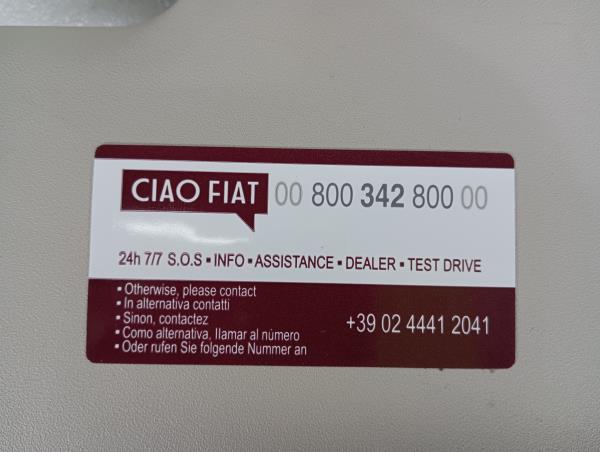 CIAO FIAT 00 800 342 800 00
24h 7/7 S.O.S ▪ INFO ▪ ASSISTANCE ▪ DEALER ▪ TEST DRIVE
▪ Otherwise, please contact
▪ In alternativa contatti
▪ Sinon, contactez
▪ Como alternativa, llamar al número
▪ Oder rufen Sie folgende Nummer an
+39 02 4441 2041